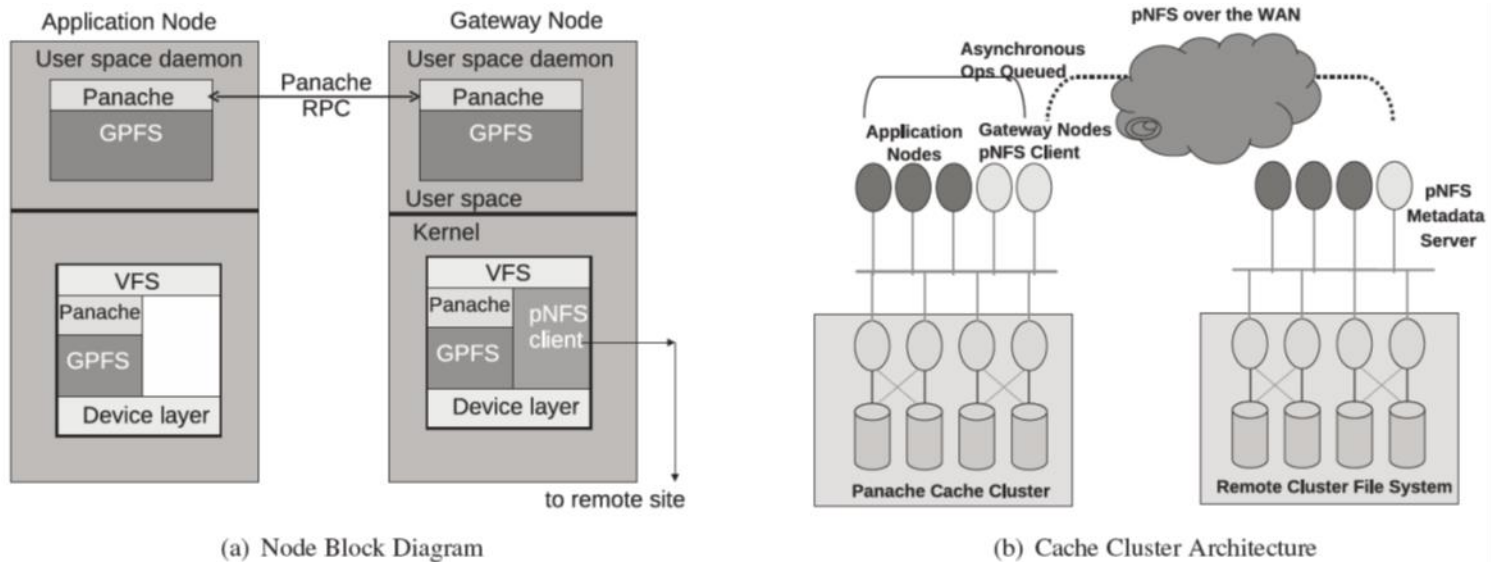 Application Node
User space daemon
Panache
GPFS
VFS
Panache
GPFS
Device layer
Panache
RPC
Gateway Node
User space daemon
Panache
GPFS
User space
Kernel
VFS
Panache
GPFS
pNFS
client
Device layer
to remote site
(a) Node Block Diagram
pNFS over the WAN
Asynchronous
Ops Queued
Application
Nodes
Gateway Nodes
pNFS Client
pNFS
Metadata
Server
Panache Cache Cluster
Remote Cluster File System
(b) Cache Cluster Architecture